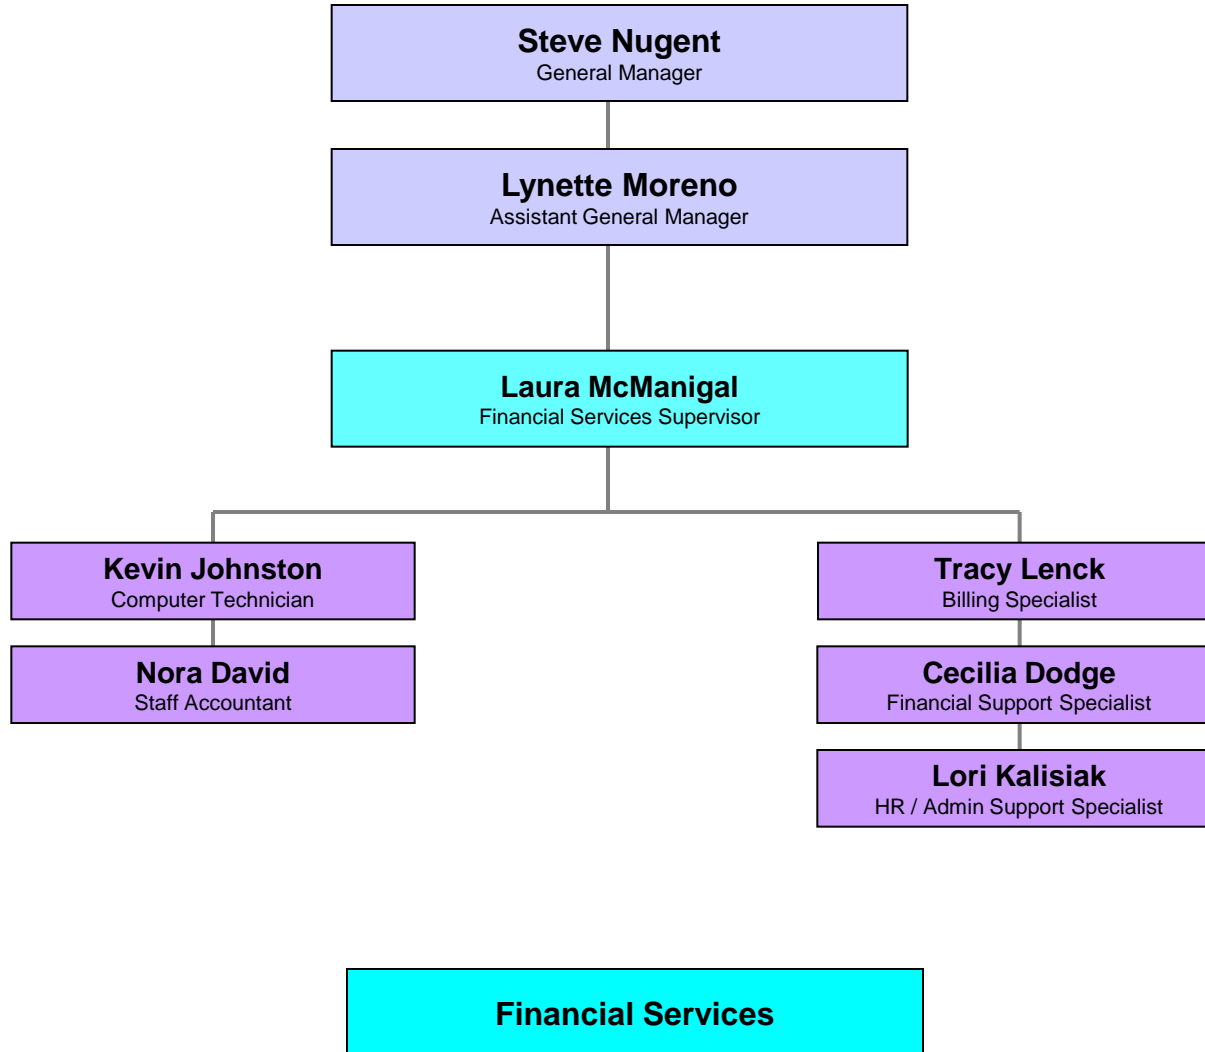 Steve Nugent
General Manager
Lynette Moreno
Assistant General Manager
Laura McManigal
Financial Services Supervisor
Kevin Johnston
Computer Technician
Nora David
Staff Accountant
Tracy Lenck
Billing Specialist
Cecilia Dodge
Financial Support Specialist
Lori Kalisiak
HR / Admin Support Specialist
Financial Services